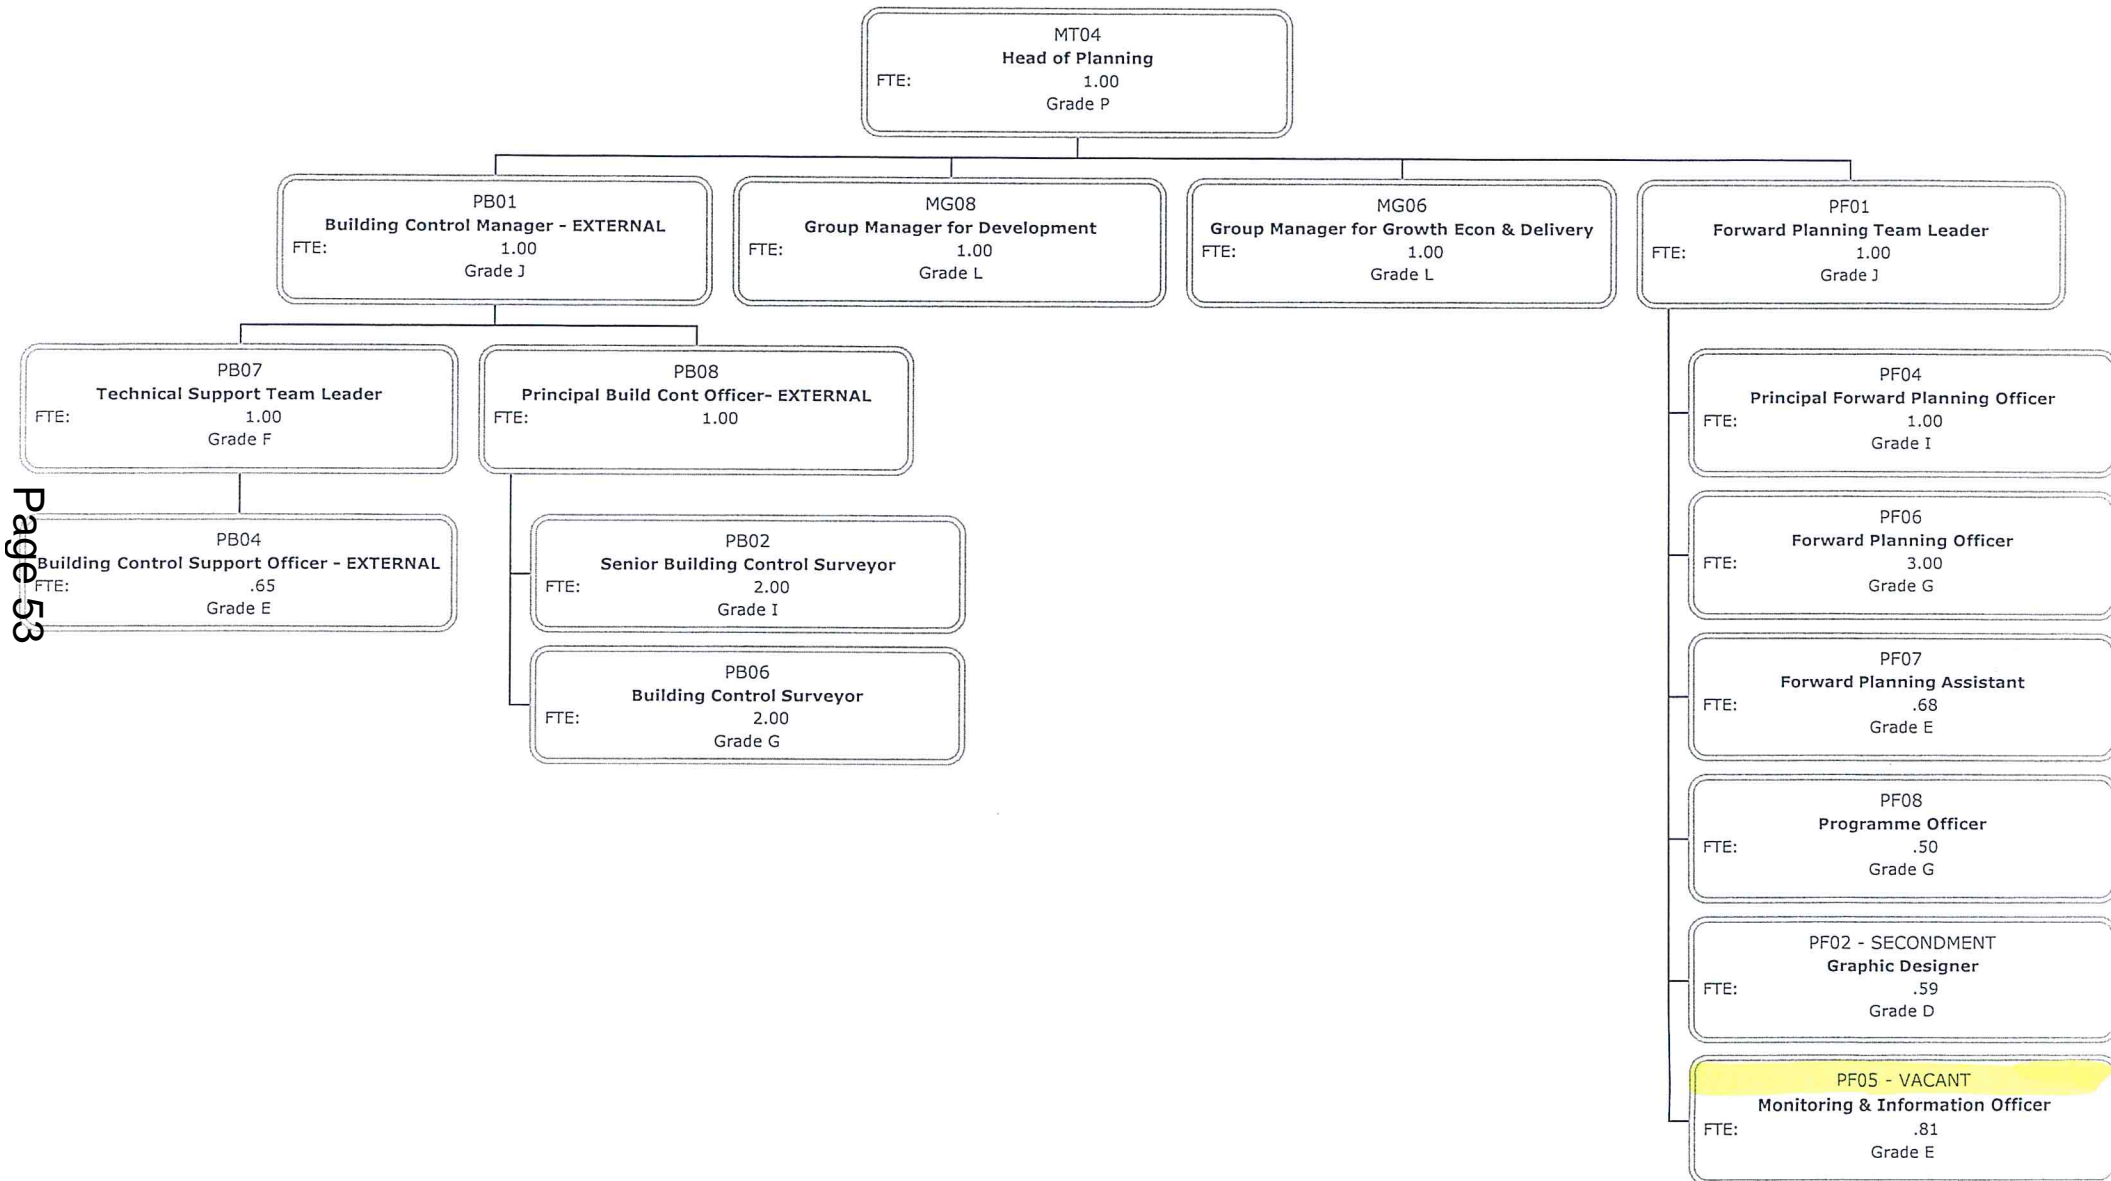 MT04
Head of Planning
FTE: 1.00
Grade P
PB01
Building Control Manager - EXTERNAL
FTE: 1.00
Grade J
MG08
Group Manager for Development
FTE: 1.00
Grade L
MG06
Group Manager for Growth Econ & Delivery
FTE: 1.00
Grade L
PF01
Forward Planning Team Leader
FTE: 1.00
Grade J
PB07
Technical Support Team Leader
FTE: 1.00
Grade F
PB08
Principal Build Cont Officer- EXTERNAL
FTE: 1.00
PB04
Building Control Support Officer - EXTERNAL
FTE: .65
Grade E
PB02
Senior Building Control Surveyor
FTE: 2.00
Grade I
PB06
Building Control Surveyor
FTE: 2.00
Grade G
PF04
Principal Forward Planning Officer
FTE: 1.00
Grade I
PF06
Forward Planning Officer
FTE: 3.00
Grade G
PF07
Forward Planning Assistant
FTE: .68
Grade E
PF08
Programme Officer
FTE: .50
Grade G
PF02 - SECONDMENT
Graphic Designer
FTE: .59
Grade D
PF05 - VACANT
Monitoring & Information Officer
FTE: .81
Grade E
Page 53